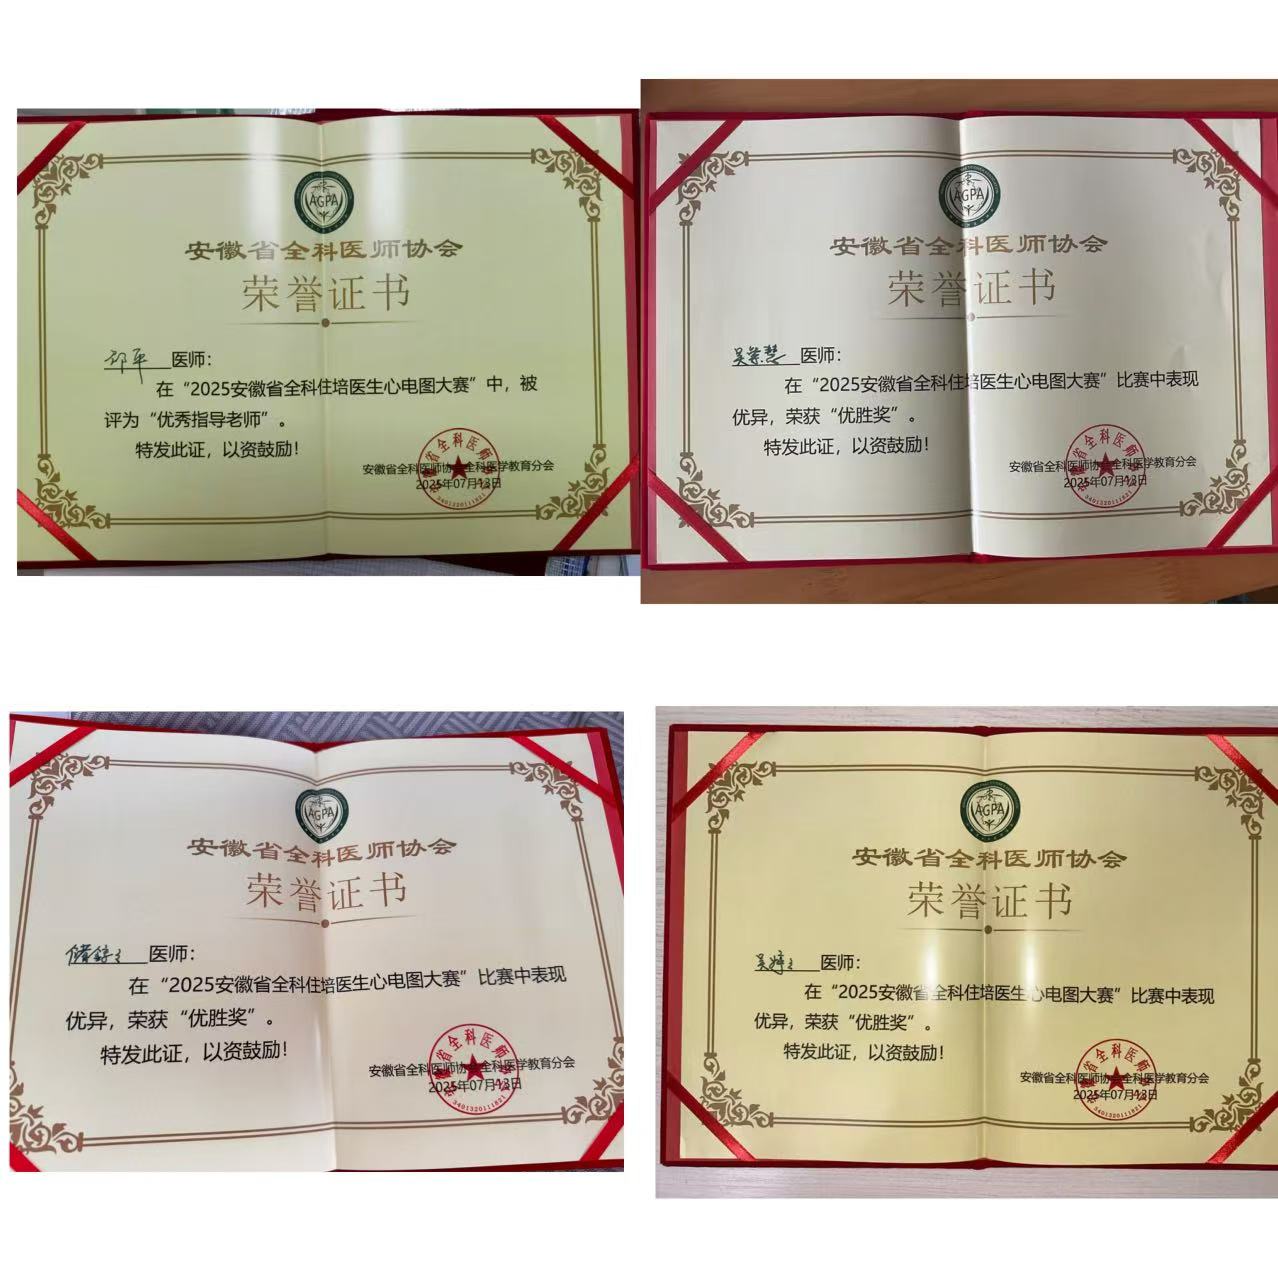 AGPA
安徽省全科医师协会
荣誉证书
邱平 医师：
在“2025安徽省全科住培医生心电图大赛”中，被
评为“优秀指导老师”。
特发此证，以资鼓励！
安徽省全科医师协会全科医学教育分会
2025年07月13日
3401320111821
AGPA
安徽省全科医师协会
荣誉证书
吴 医师：
在“2025安徽省全科住培医生心电图大赛”比赛中表现
优异，荣获“优胜奖”。
特发此证，以资鼓励！
安徽省全科医师协会全科医学教育分会
2025年07月13日
3401320111821
AGPA
安徽省全科医师协会
荣誉证书
医师：
在“2025安徽省全科住培医生心电图大赛”比赛中表现
优异，荣获“优胜奖”。
特发此证，以资鼓励！
安徽省全科医师协会全科医学教育分会
2025年07月13日
3401320111821
AGPA
安徽省全科医师协会
荣誉证书
吴婷 医师：
在“2025安徽省全科住培医生心电图大赛”比赛中表现
优异，荣获“优胜奖”。
特发此证，以资鼓励！
安徽省全科医师协会全科医学教育分会
2025年07月13日
3401320111821